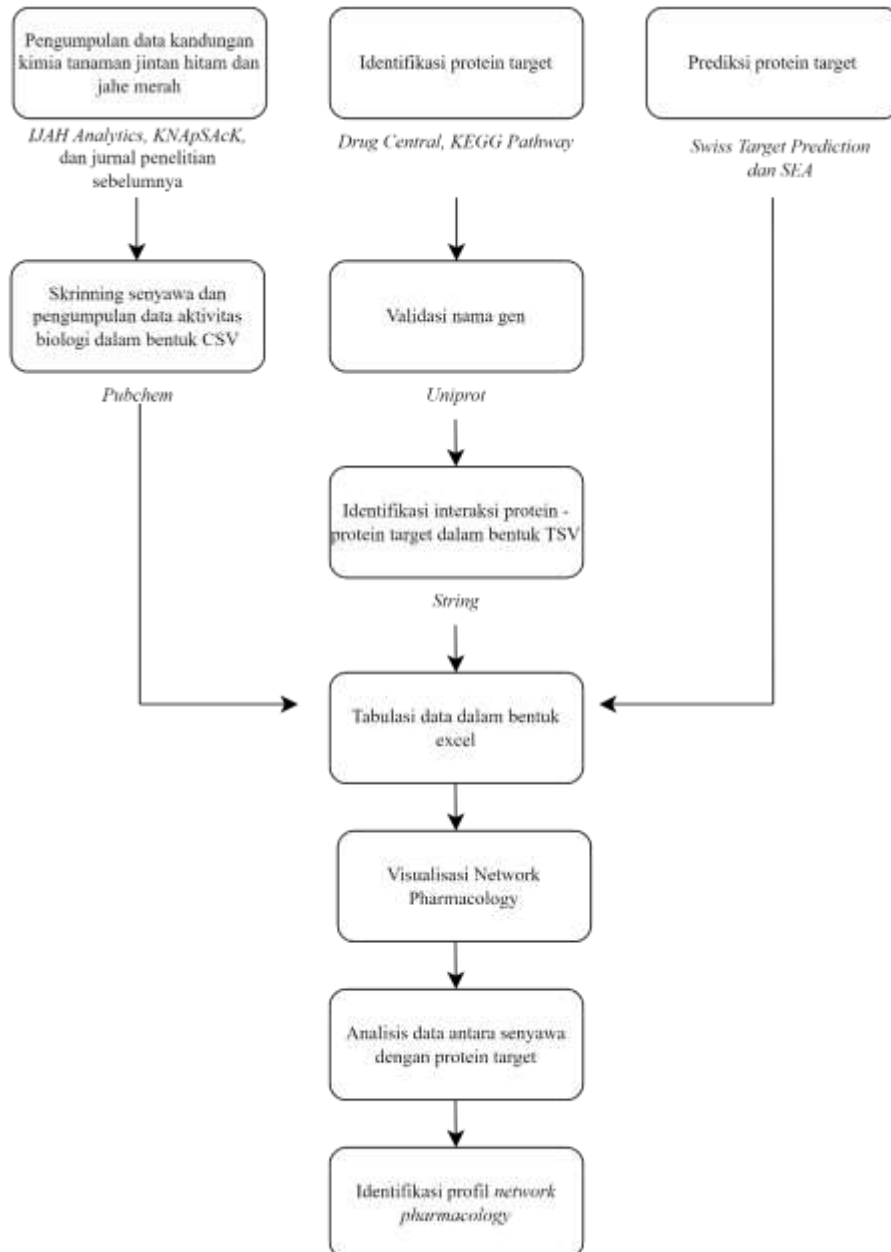 Pengumpulan data kandungan
kimia tanaman jintan hitam dan
jahe merah
IJAH Analytics, KNApSAcK,
dan jurnal penelitian
sebelumnya
Skrinning senyawa dan
pengumpulan data aktivitas
biologi dalam bentuk CSV
Pubchem
Identifikasi protein target
Drug Central, KEGG Pathway
Validasi nama gen
Uniprot
Identifikasi interaksi protein -
protein target dalam bentuk TSV
String
Prediksi protein target
Swiss Target Prediction
dan SEA
Tabulasi data dalam bentuk
excel
Visualisasi Network
Pharmacology
Analisis data antara senyawa
dengan protein target
Identifikasi profil network
pharmacology